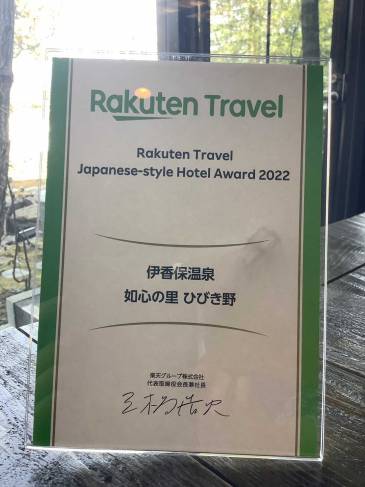 Rakuten Travel
Rakuten Travel
Japanese-style Hotel Award 2022
伊香保温泉
如心の里 ひびき野
楽天グループ株式会社
代表取締役会長兼社長